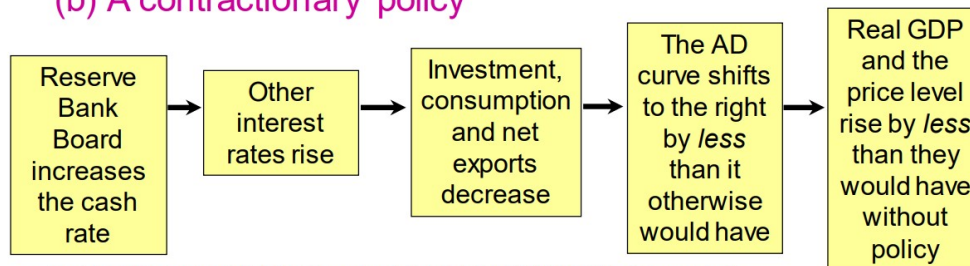 (b) A contractionary policy
Reserve
Bank
Board
increases
the cash
rate
Other
interest
rates rise
Investment,
consumption
and net
exports
decrease
The AD
curve shifts
to the right
by less
than it
otherwise
would have
Real GDP
and the
price level
rise by less
than they
would have
without
policy